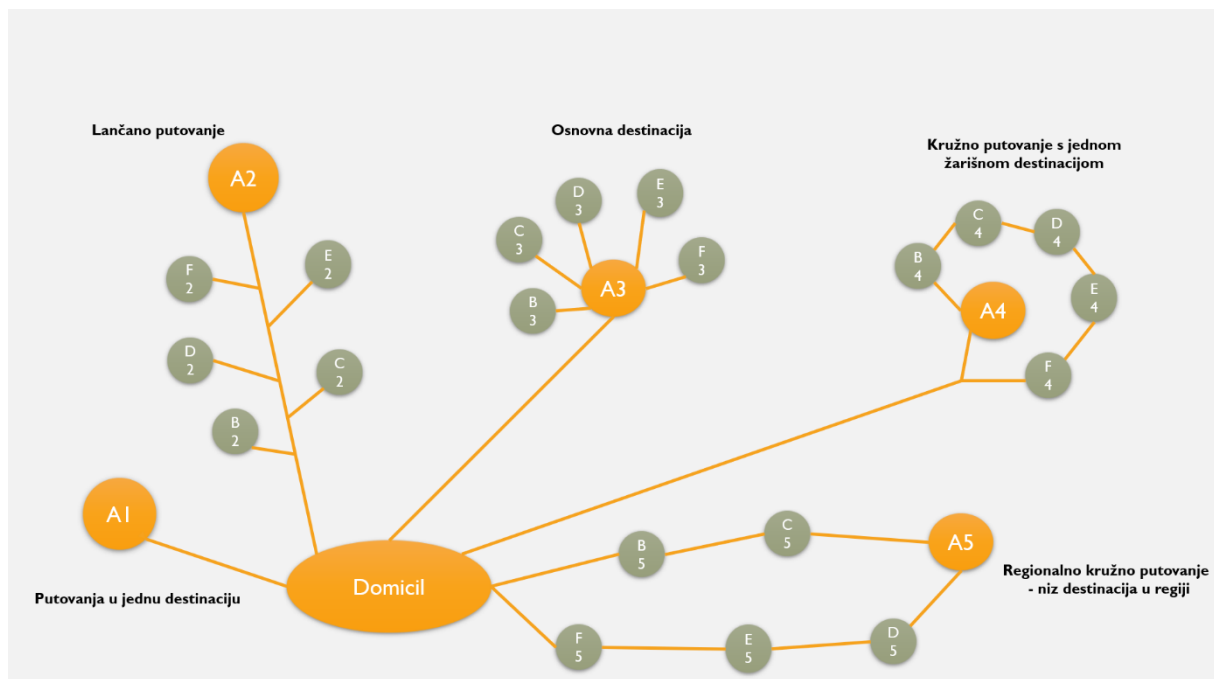 Lančano putovanje
A2
E
2
F
2
D
2
C
2
B
2
Osnovna destinacija
D
3
E
3
C
3
F
3
A3
B
3
Kružno putovanje s jednom
žarišnom destinacijom
C
4
D
4
B
4
E
4
A4
F
4
A1
Putovanja u jednu destinaciju
Domicil
B
5
C
5
A5
Regionalno kružno putovanje
- niz destinacija u regiji
F
5
E
5
D
5